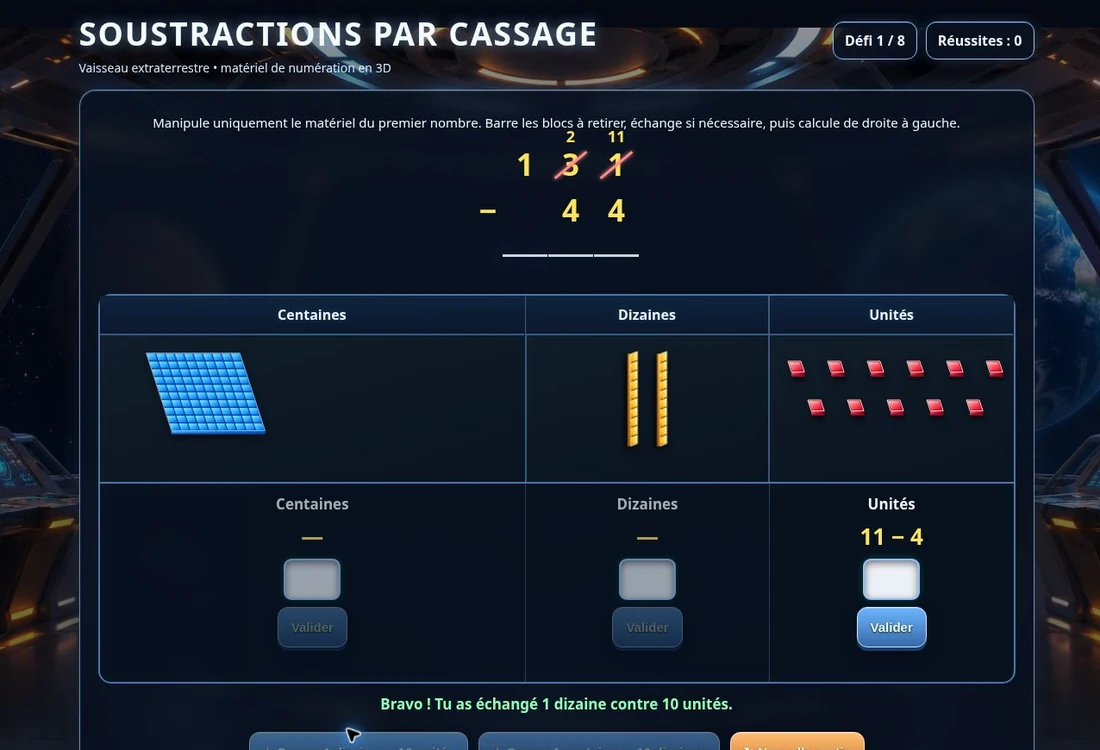 SOUSTRACTIONS PAR CASSAGE
Défi 1 / 8
Réussites : 0
Vaisseau extraterrestre • matériel de numération en 3D
Manipule uniquement le matériel du premier nombre. Barre les blocs à retirer, échange si nécessaire, puis calcule de droite à gauche.
2 11
1 3 1
− 4 4
Centaines Dizaines Unités
Centaines Dizaines Unités
— — 11 − 4
Valider Valider Valider
Bravo ! Tu as échangé 1 dizaine contre 10 unités.